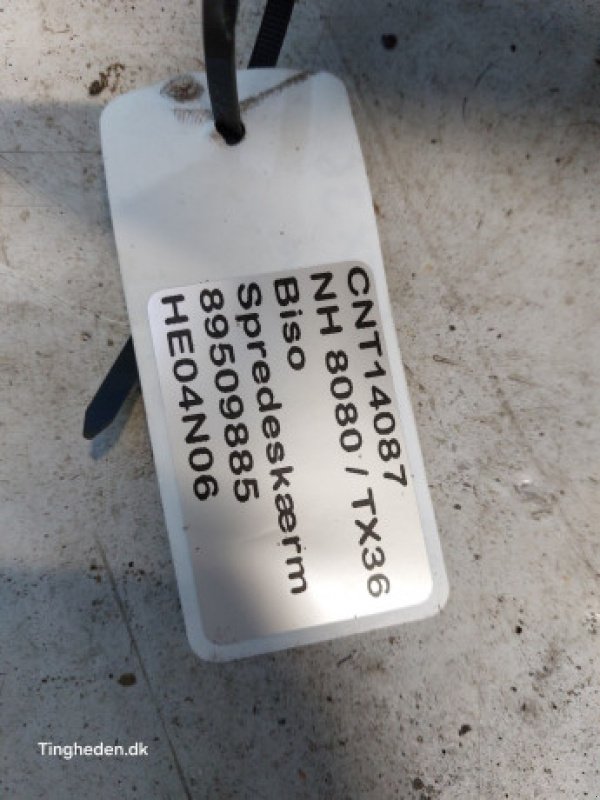 CNT14087
NH 8080 / TX36
Biso
Spredeskærm
89509885
HE04N06
Tingheden.dk